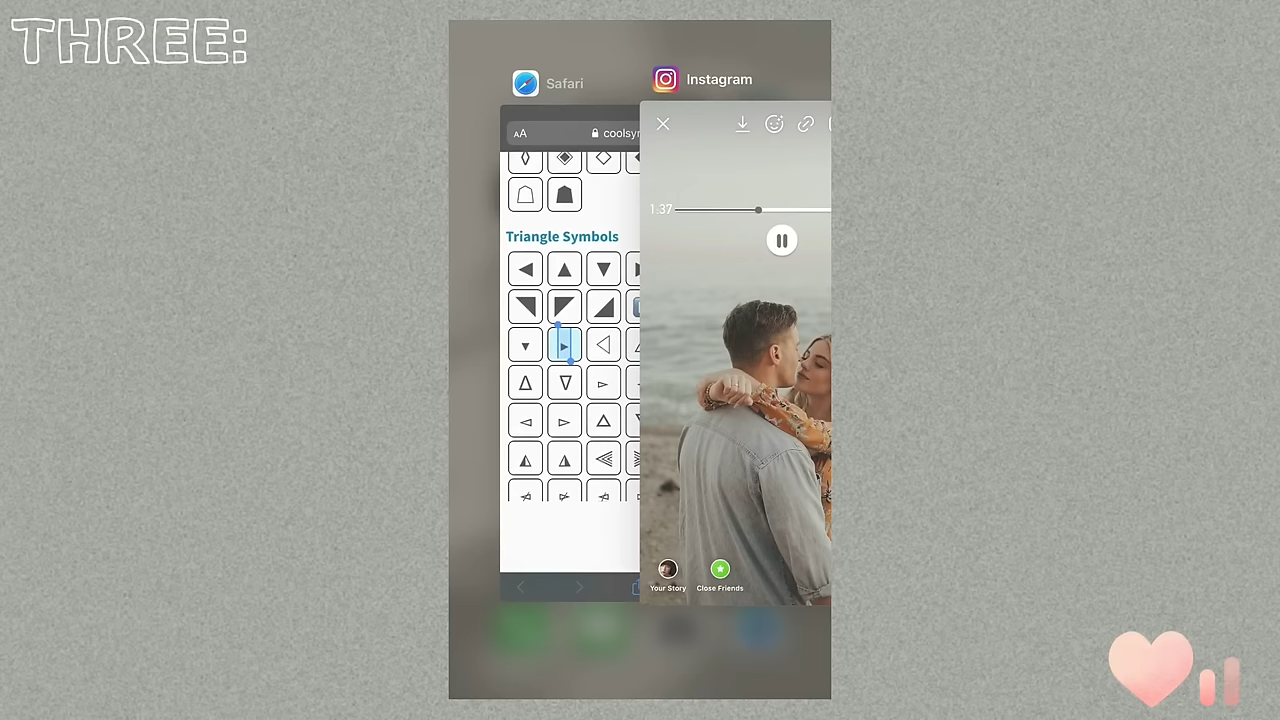 THREE:
Safari
Instagram
AA
coolsy
1:37
Triangle Symbols
Your Story
Close Friends